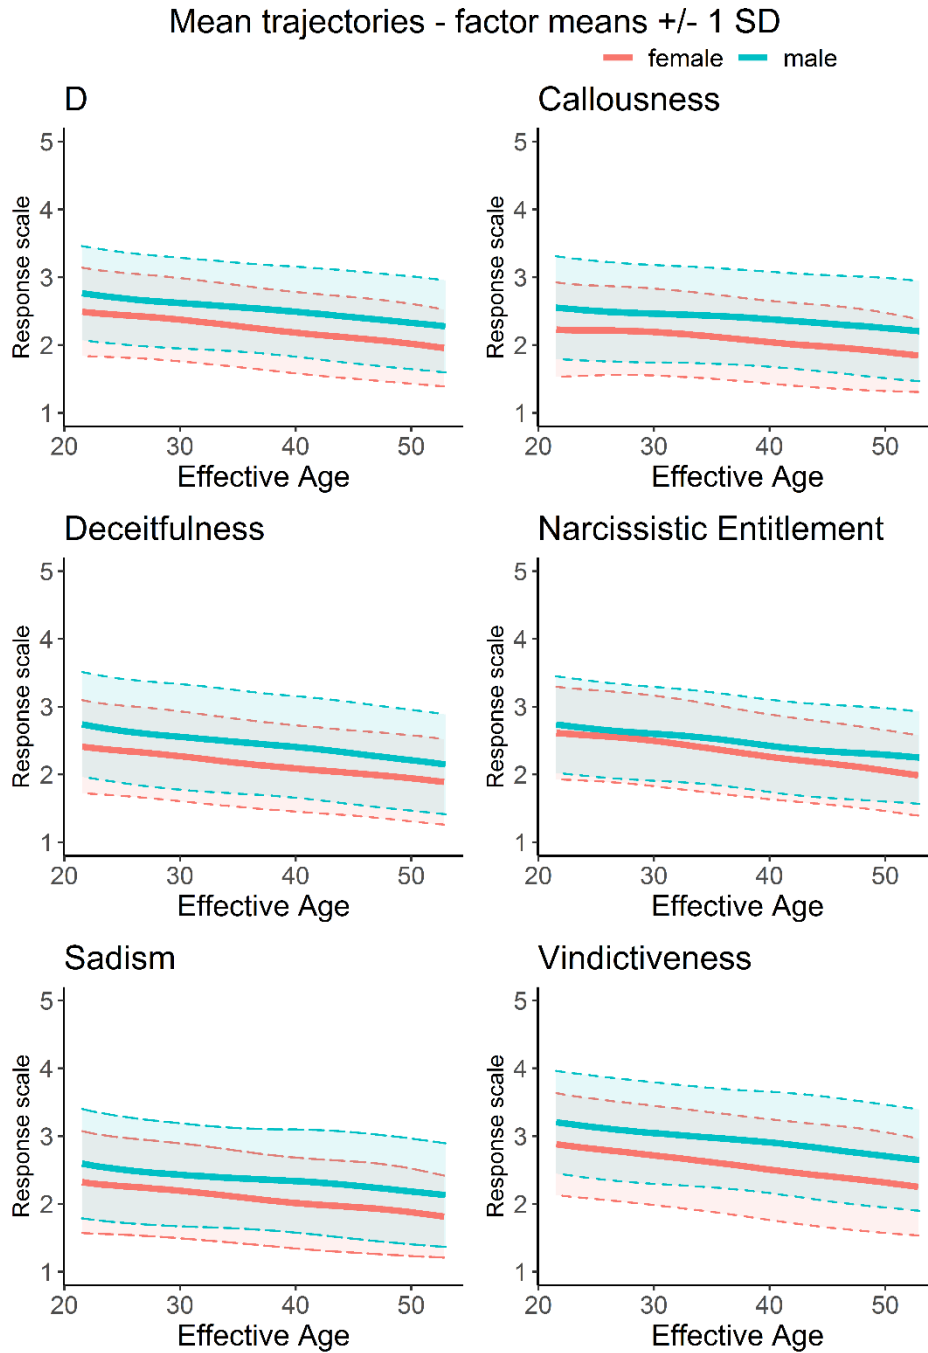 Mean trajectories - factor means +/- 1 SD
female male
D
5
4
3
2
1
Response scale
20 30 40 50
Effective Age
Callousness
5
4
3
2
1
Response scale
20 30 40 50
Effective Age
Deceitfulness
5
4
3
2
1
Response scale
20 30 40 50
Effective Age
Narcissistic Entitlement
5
4
3
2
1
Response scale
20 30 40 50
Effective Age
Sadism
5
4
3
2
1
Response scale
20 30 40 50
Effective Age
Vindictiveness
5
4
3
2
1
Response scale
20 30 40 50
Effective Age